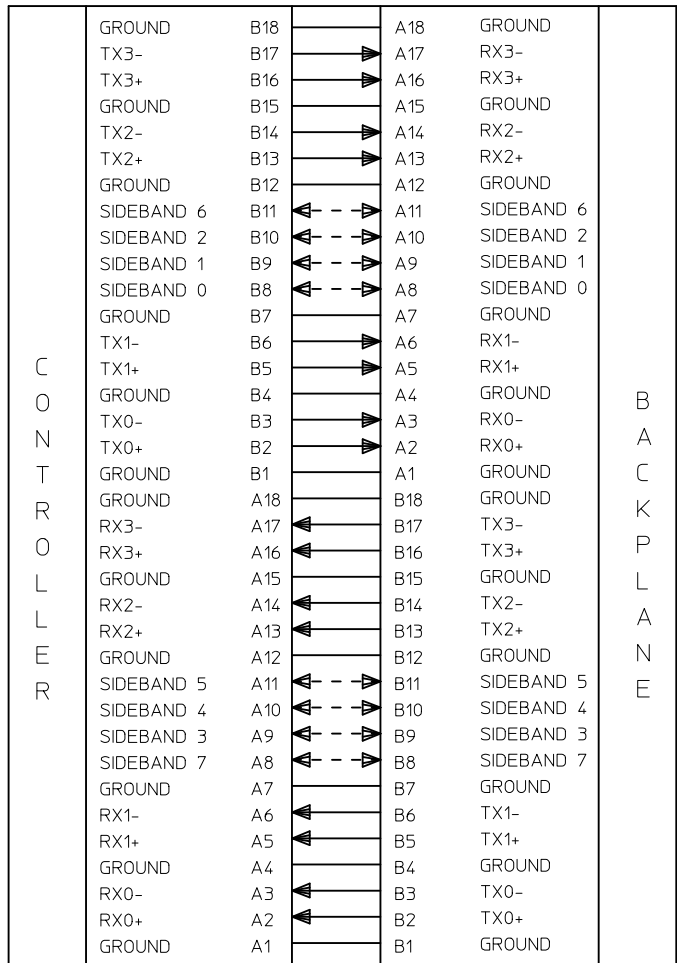 GROUND B18 A18 GROUND
TX3- B17 A17 RX3-
TX3+ B16 A16 RX3+
GROUND B15 A15 GROUND
TX2- B14 A14 RX2-
TX2+ B13 A13 RX2+
GROUND B12 A12 GROUND
SIDEBAND 6 B11 A11 SIDEBAND 6
SIDEBAND 2 B10 A10 SIDEBAND 2
SIDEBAND 1 B9 A9 SIDEBAND 1
SIDEBAND 0 B8 A8 SIDEBAND 0
GROUND B7 A7 GROUND
TX1- B6 A6 RX1-
TX1+ B5 A5 RX1+
GROUND B4 A4 GROUND
TX0- B3 A3 RX0-
TX0+ B2 A2 RX0+
GROUND B1 A1 GROUND
GROUND A18 B18 GROUND
RX3- A17 B17 TX3-
RX3+ A16 B16 TX3+
GROUND A15 B15 GROUND
RX2- A14 B14 TX2-
RX2+ A13 B13 TX2+
GROUND A12 B12 GROUND
SIDEBAND 5 A11 B11 SIDEBAND 5
SIDEBAND 4 A10 B10 SIDEBAND 4
SIDEBAND 3 A9 B9 SIDEBAND 3
SIDEBAND 7 A8 B8 SIDEBAND 7
GROUND A7 B7 GROUND
RX1- A6 B6 TX1-
RX1+ A5 B5 TX1+
GROUND A4 B4 GROUND
RX0- A3 B3 TX0-
RX0+ A2 B2 TX0+
GROUND A1 B1 GROUND
CONTROLLER
BACKPLANE